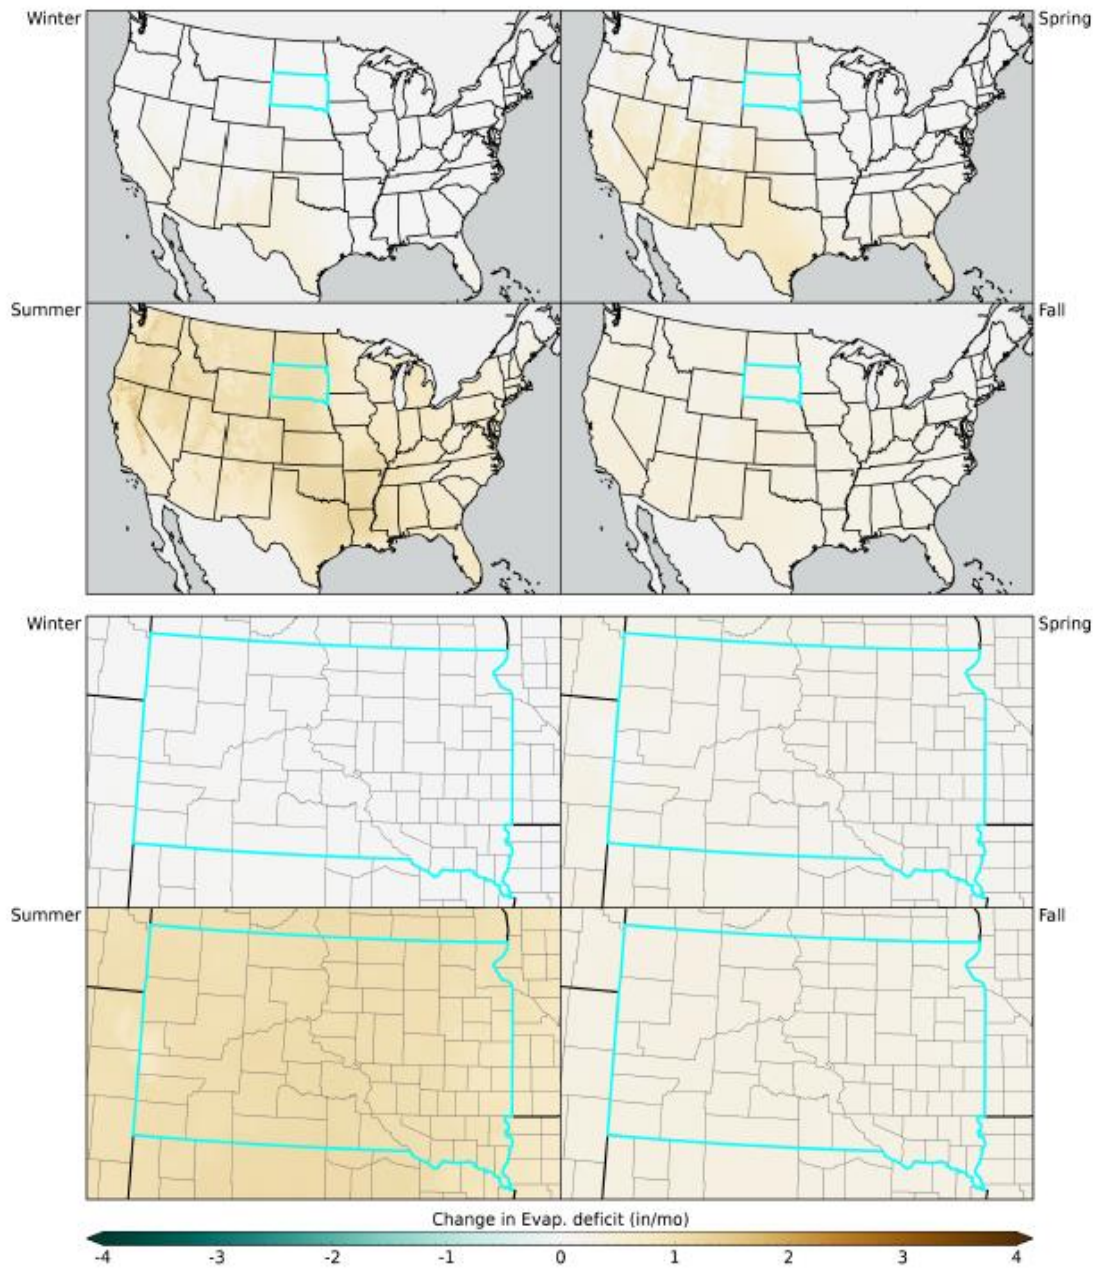 Winter
Spring
Summer
Fall
Winter
Spring
Summer
Fall
Change in Evap. deficit (in/mo)
-4 -3 -2 -1 0 1 2 3 4